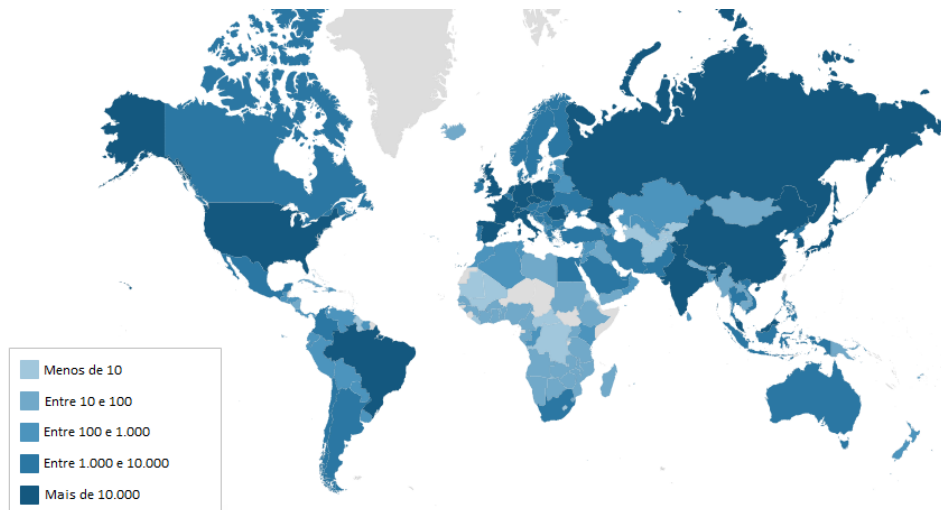 Menos de 10
Entre 10 e 100
Entre 100 e 1.000
Entre 1.000 e 10.000
Mais de 10.000